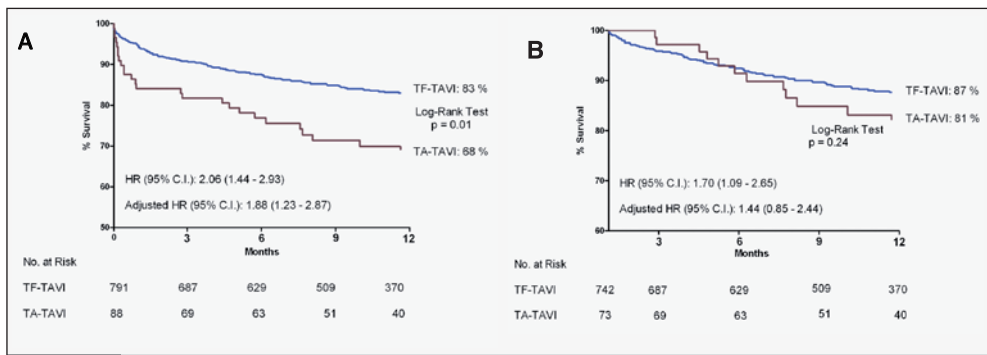 A
100
90
80
70
60
50
% Survival
TF-TAVI: 83 %
Log-Rank Test
p = 0.01
TA-TAVI: 68 %
HR (95% C.I.): 2.06 (1.44 - 2.93)
Adjusted HR (95% C.I.): 1.88 (1.23 - 2.87)
0 3 6 9 12
Months
No. at Risk
TF-TAVI 791 687 629 509 370
TA-TAVI 88 69 63 51 40
B
100
90
80
70
60
% Survival
TF-TAVI: 87 %
TA-TAVI: 81 %
Log-Rank Test
p = 0.24
HR (95% C.I.): 1.70 (1.09 - 2.65)
Adjusted HR (95% C.I.): 1.44 (0.85 - 2.44)
3 6 9 12
Months
No. at Risk
TF-TAVI 742 687 629 509 370
TA-TAVI 73 69 63 51 40